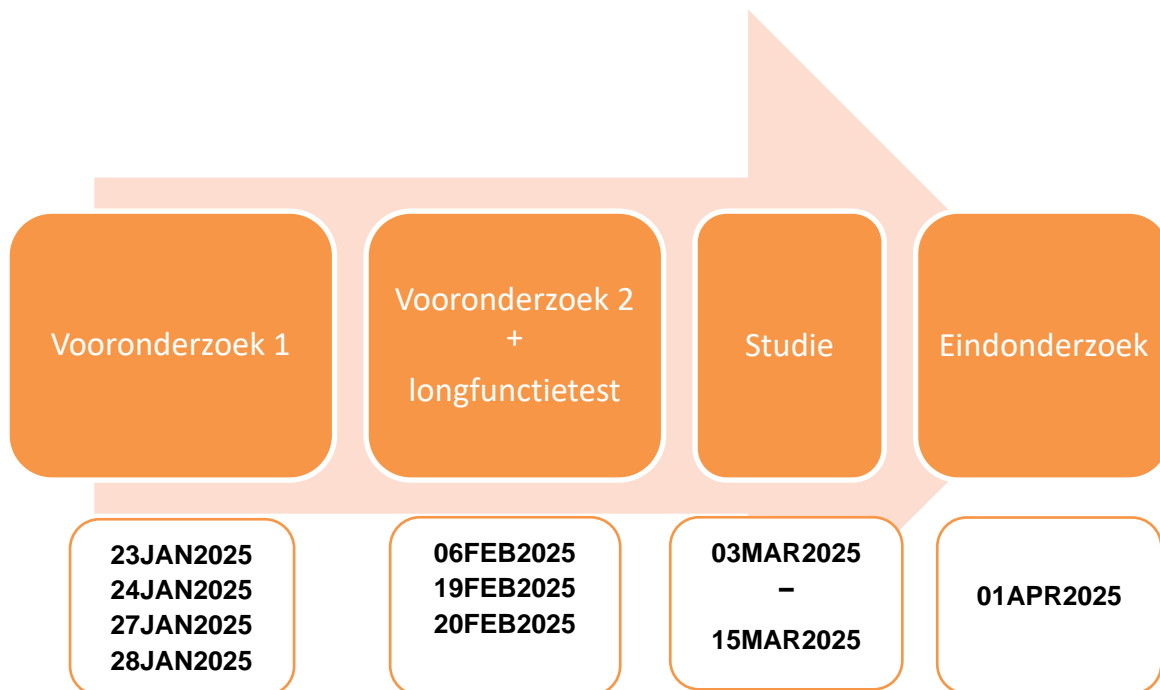 Vooronderzoek 1
Vooronderzoek 2
+
longfunctietest
Studie
Eindonderzoek
23JAN2025
24JAN2025
27JAN2025
28JAN2025
06FEB2025
19FEB2025
20FEB2025
03MAR2025
–
15MAR2025
01APR2025